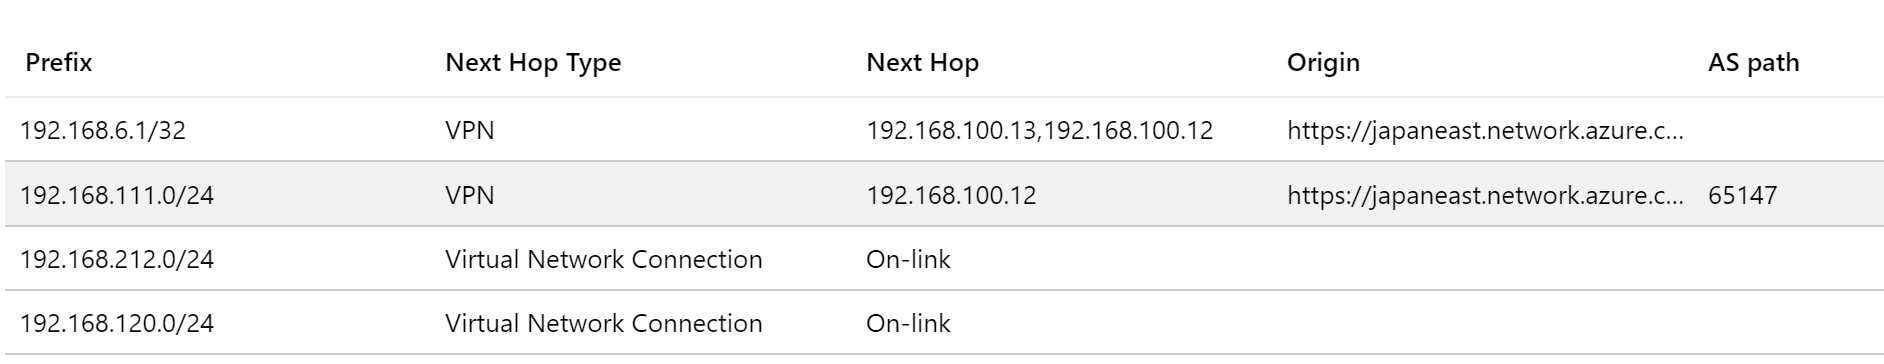 Prefix Next Hop Type Next Hop Origin AS path
192.168.6.1/32 VPN 192.168.100.13,192.168.100.12 https://japaneast.network.azure.c...
192.168.111.0/24 VPN 192.168.100.12 https://japaneast.network.azure.c... 65147
192.168.212.0/24 Virtual Network Connection On-link
192.168.120.0/24 Virtual Network Connection On-link